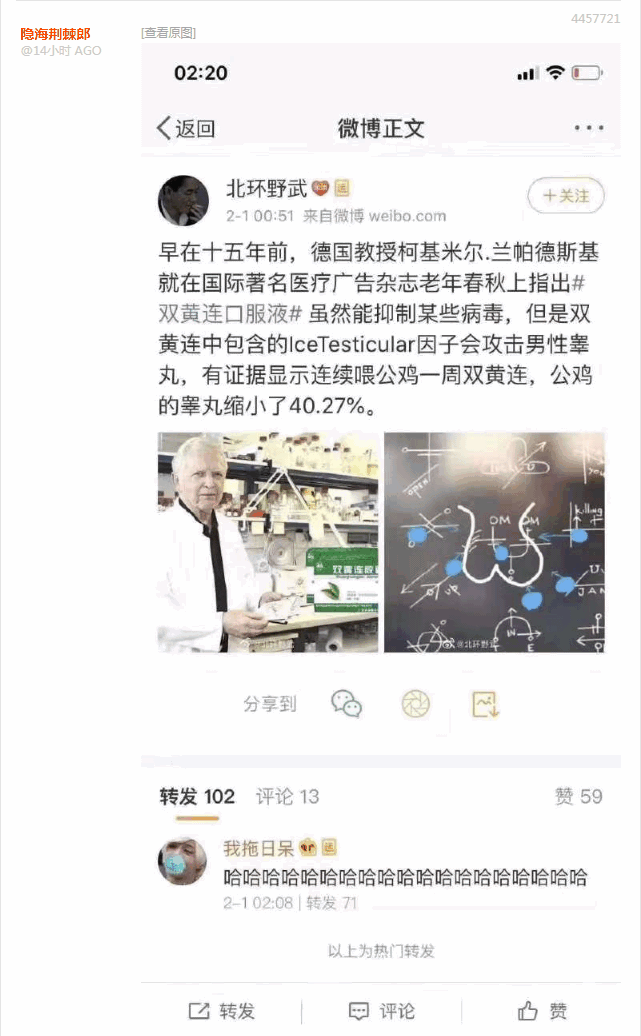 4457721
隐海荆棘郎
[查看原图]
@14小时 AGO
02:20
返回
微博正文
北环野武
+关注
2-1 00:51 来自微博 weibo.com
早在十五年前，德国教授柯基米尔.兰帕德斯基
就在国际著名医疗广告杂志老年春秋上指出#
双黄连口服液# 虽然能抑制某些病毒，但是双
黄连中包含的IceTesticular因子会攻击男性睾
丸，有证据显示连续喂公鸡一周双黄连，公鸡
的睾丸缩小了40.27%。
双黄连胶囊
open
DM
DM
killing
IN
E
JAN
@北环野武
分享到
转发 102
评论 13
赞 59
我拖日呆
哈哈哈哈哈哈哈哈哈哈哈哈哈哈哈哈哈哈哈
2-1 02:08 | 转发 71
以上为热门转发
转发
评论
赞